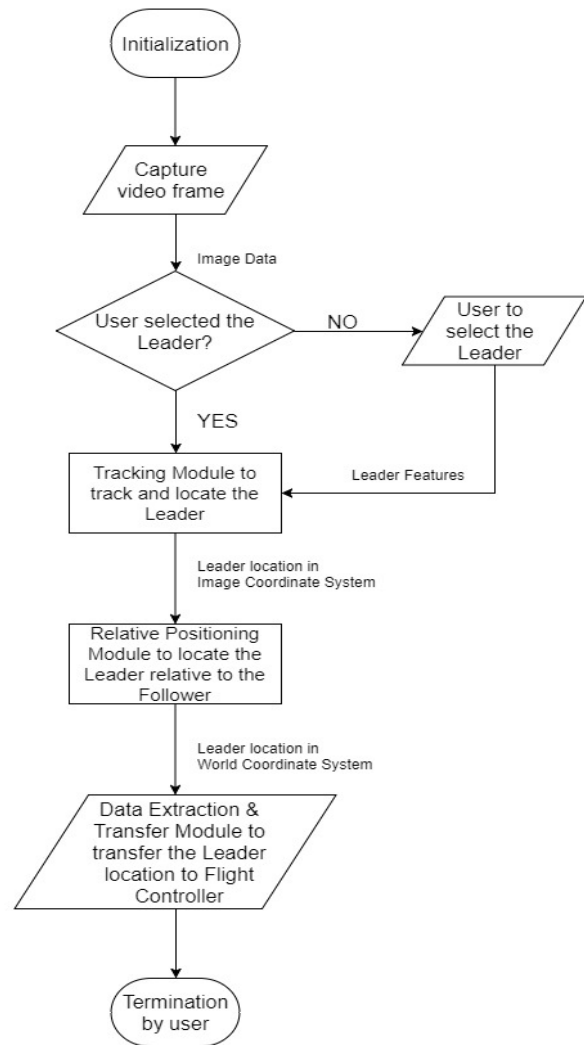 Initialization
Capture
video frame
Image Data
User selected the
Leader?
NO
User to
select the
Leader
YES
Leader Features
Tracking Module to
track and locate the
Leader
Leader location in
Image Coordinate System
Relative Positioning
Module to locate the
Leader relative to the
Follower
Leader location in
World Coordinate System
Data Extraction &
Transfer Module to
transfer the Leader
location to Flight
Controller
Termination
by user